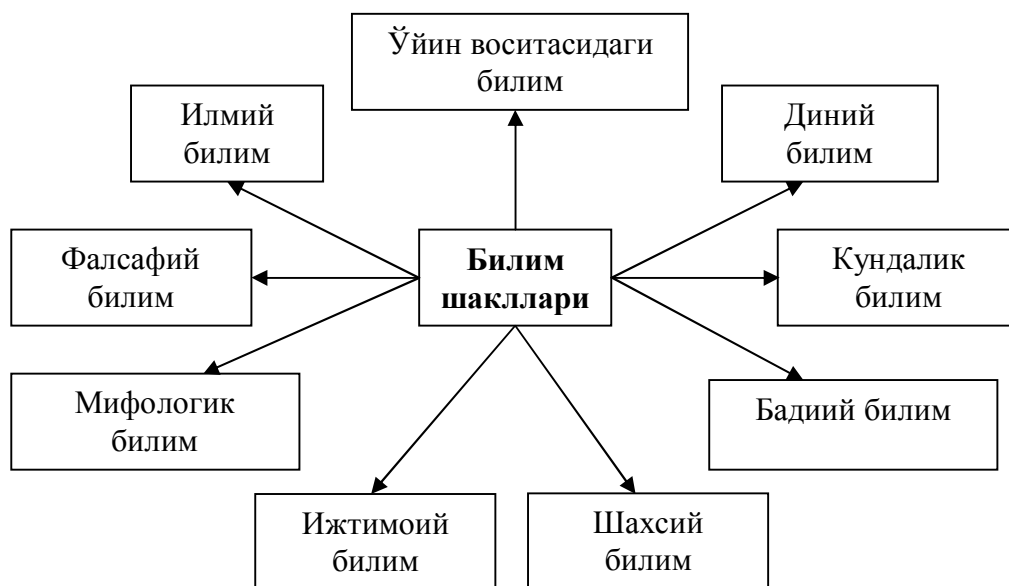 Ўйин воситасидаги
билим
Илмий
билим
Диний
билим
Фалсафий
билим
Билим
шакллари
Кундалик
билим
Мифологик
билим
Бадиий билим
Ижтимоий
билим
Шахсий
билим